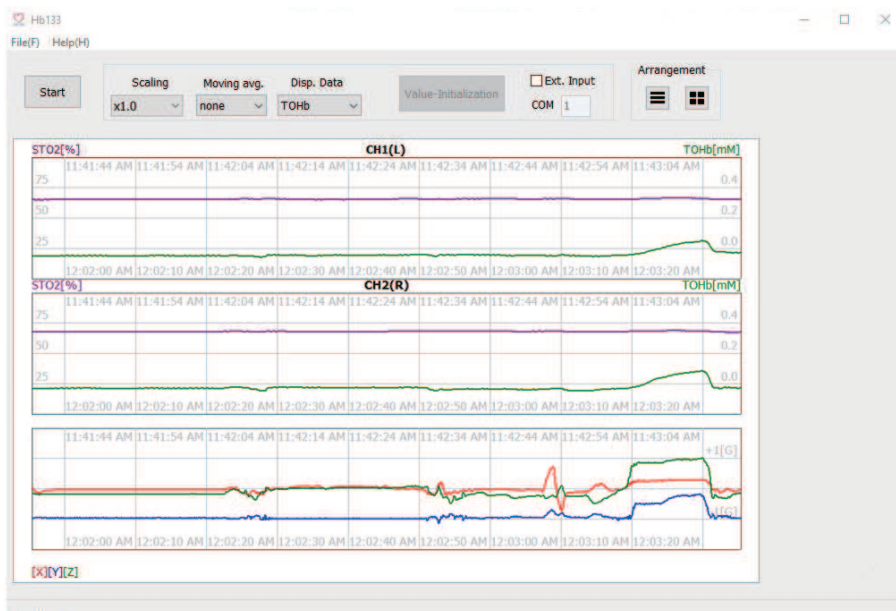 Hb133
File(F) Help(H)
Start
Scaling Moving avg. Disp. Data
x1.0 none TOHb
Value-Initialization
Ext. Input
COM 1
Arrangement
STO2[%] CH1(L) TOHb[mM]
11:41:44 AM 11:41:54 AM 11:42:04 AM 11:42:14 AM 11:42:24 AM 11:42:34 AM 11:42:44 AM 11:42:54 AM 11:43:04 AM
75 0.4
50 0.2
25 0.0
12:02:00 AM 12:02:10 AM 12:02:20 AM 12:02:30 AM 12:02:40 AM 12:02:50 AM 12:03:00 AM 12:03:10 AM 12:03:20 AM
STO2[%] CH2(R) TOHb[mM]
11:41:44 AM 11:41:54 AM 11:42:04 AM 11:42:14 AM 11:42:24 AM 11:42:34 AM 11:42:44 AM 11:42:54 AM 11:43:04 AM
75 0.4
50 0.2
25 0.0
12:02:00 AM 12:02:10 AM 12:02:20 AM 12:02:30 AM 12:02:40 AM 12:02:50 AM 12:03:00 AM 12:03:10 AM 12:03:20 AM
11:41:44 AM 11:41:54 AM 11:42:04 AM 11:42:14 AM 11:42:24 AM 11:42:34 AM 11:42:44 AM 11:42:54 AM 11:43:04 AM
+1[G]
-1[G]
12:02:00 AM 12:02:10 AM 12:02:20 AM 12:02:30 AM 12:02:40 AM 12:02:50 AM 12:03:00 AM 12:03:10 AM 12:03:20 AM
[X][Y][Z]